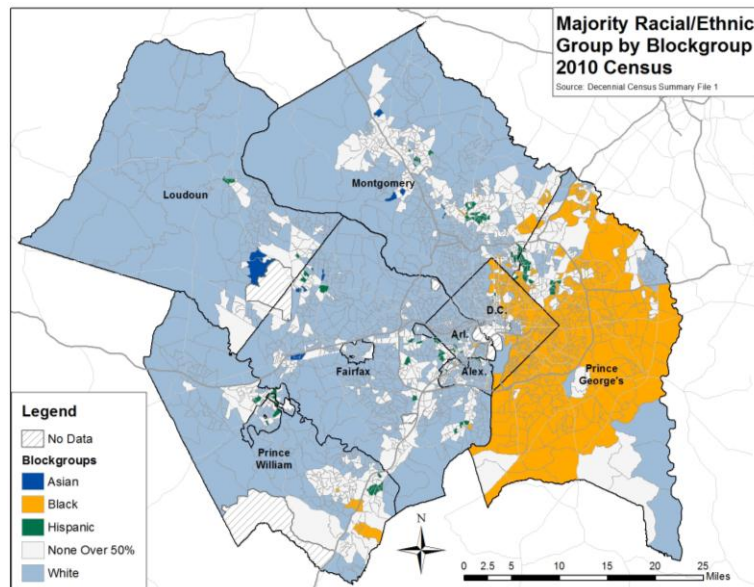 Majority Racial/Ethnic
Group by Blockgroup
2010 Census
Source: Decennial Census Summary File 1
Loudoun
Montgomery
D.C.
Arl.
Fairfax
Alex.
Prince
George's
Prince
William
Legend
No Data
Blockgroups
Asian
Black
Hispanic
None Over 50%
White
N
0 2.5 5 10 15 20 25
Miles